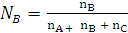 N_B = n_B / (n_A + n_B + n_C)